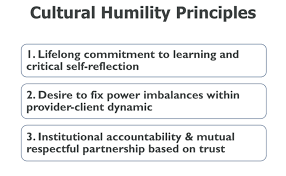 Cultural Humility Principles
1. Lifelong commitment to learning and
critical self-reflection
2. Desire to fix power imbalances within
provider-client dynamic
3. Institutional accountability & mutual
respectful partnership based on trust